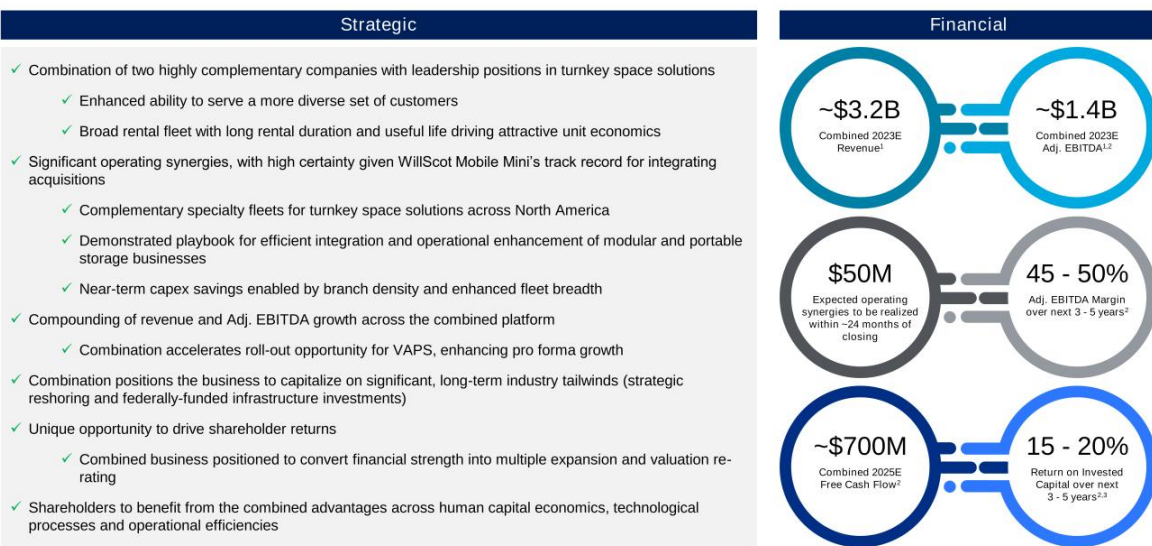 Strategic
✓ Combination of two highly complementary companies with leadership positions in turnkey space solutions
✓ Enhanced ability to serve a more diverse set of customers
✓ Broad rental fleet with long rental duration and useful life driving attractive unit economics
✓ Significant operating synergies, with high certainty given WillScot Mobile Mini's track record for integrating
acquisitions
✓ Complementary specialty fleets for turnkey space solutions across North America
✓ Demonstrated playbook for efficient integration and operational enhancement of modular and portable
storage businesses
✓ Near-term capex savings enabled by branch density and enhanced fleet breadth
✓ Compounding of revenue and Adj. EBITDA growth across the combined platform
✓ Combination accelerates roll-out opportunity for VAPS, enhancing pro forma growth
✓ Combination positions the business to capitalize on significant, long-term industry tailwinds (strategic
reshoring and federally-funded infrastructure investments)
✓ Unique opportunity to drive shareholder returns
✓ Combined business positioned to convert financial strength into multiple expansion and valuation re-
rating
✓ Shareholders to benefit from the combined advantages across human capital economics, technological
processes and operational efficiencies
Financial
~$3.2B
Combined 2023E
Revenue¹
~$1.4B
Combined 2023E
Adj. EBITDA¹,²
$50M
Expected operating
synergies to be realized
within ~24 months of
closing
45 - 50%
Adj. EBITDA Margin
over next 3 - 5 years²
~$700M
Combined 2025E
Free Cash Flow²
15 - 20%
Return on Invested
Capital over next
3 - 5 years²,³